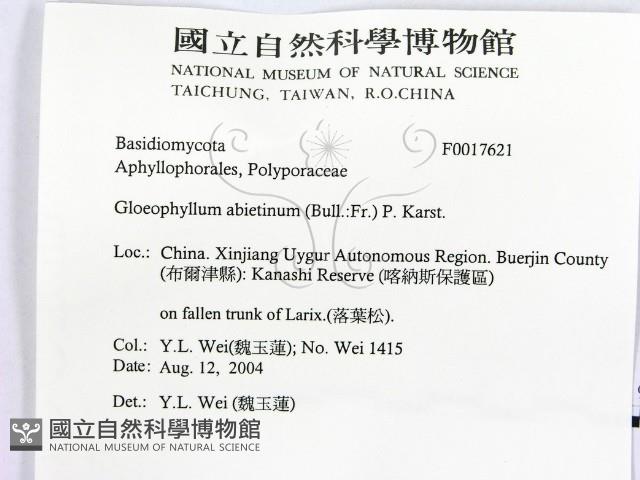 國立自然科學博物館
NATIONAL MUSEUM OF NATURAL SCIENCE
TAICHUNG, TAIWAN, R.O.CHINA
Basidiomycota F0017621
Aphyllophorales, Polyporaceae
Gloeophyllum abietinum (Bull.:Fr.) P. Karst.
Loc.: China. Xinjiang Uygur Autonomous Region. Buerjin County
(布爾津縣): Kanashi Reserve (喀納斯保護區)
on fallen trunk of Larix.(落葉松).
Col.: Y.L. Wei(魏玉蓮); No. Wei 1415
Date: Aug. 12, 2004
Det.: Y.L. Wei (魏玉蓮)
國立自然科學博物館
NATIONAL MUSEUM OF NATURAL SCIENCE